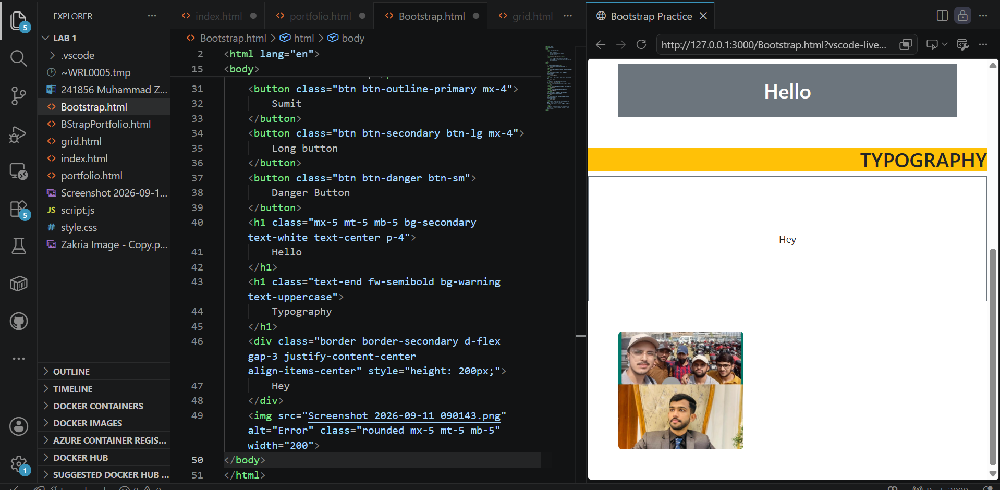 EXPLORER
LAB 1
.vscode
~WRL0005.tmp
241856 Muhammad Z...
Bootstrap.html
BStrapPortfolio.html
grid.html
index.html
portfolio.html
Screenshot 2026-09-1...
JS script.js
# style.css
Zakria Image - Copy.p...
OUTLINE
TIMELINE
DOCKER CONTAINERS
DOCKER IMAGES
AZURE CONTAINER REGIS...
DOCKER HUB
SUGGESTED DOCKER HUB ...
5
5
1
index.html
portfolio.html
Bootstrap.html
grid.html
Bootstrap.html > html > body
2 <html lang="en">
15 <body>
31 <button class="btn btn-outline-primary mx-4">
32 Sumit
33 </button>
34 <button class="btn btn-secondary btn-lg mx-4">
35 Long button
36 </button>
37 <button class="btn btn-danger btn-sm">
38 Danger Button
39 </button>
40 <h1 class="mx-5 mt-5 mb-5 bg-secondary
text-white text-center p-4">
41 Hello
42 </h1>
43 <h1 class="text-end fw-semibold bg-warning
text-uppercase">
44 Typography
45 </h1>
46 <div class="border border-secondary d-flex
gap-3 justify-content-center
align-items-center" style="height: 200px;">
47 Hey
48 </div>
49 <img src="Screenshot 2026-09-11 090143.png"
alt="Error" class="rounded mx-5 mt-5 mb-5"
width="200">
50 </body>
51 </html>
Bootstrap Practice
http://127.0.0.1:3000/Bootstrap.html?vscode-live...
Hello
TYPOGRAPHY
Hey